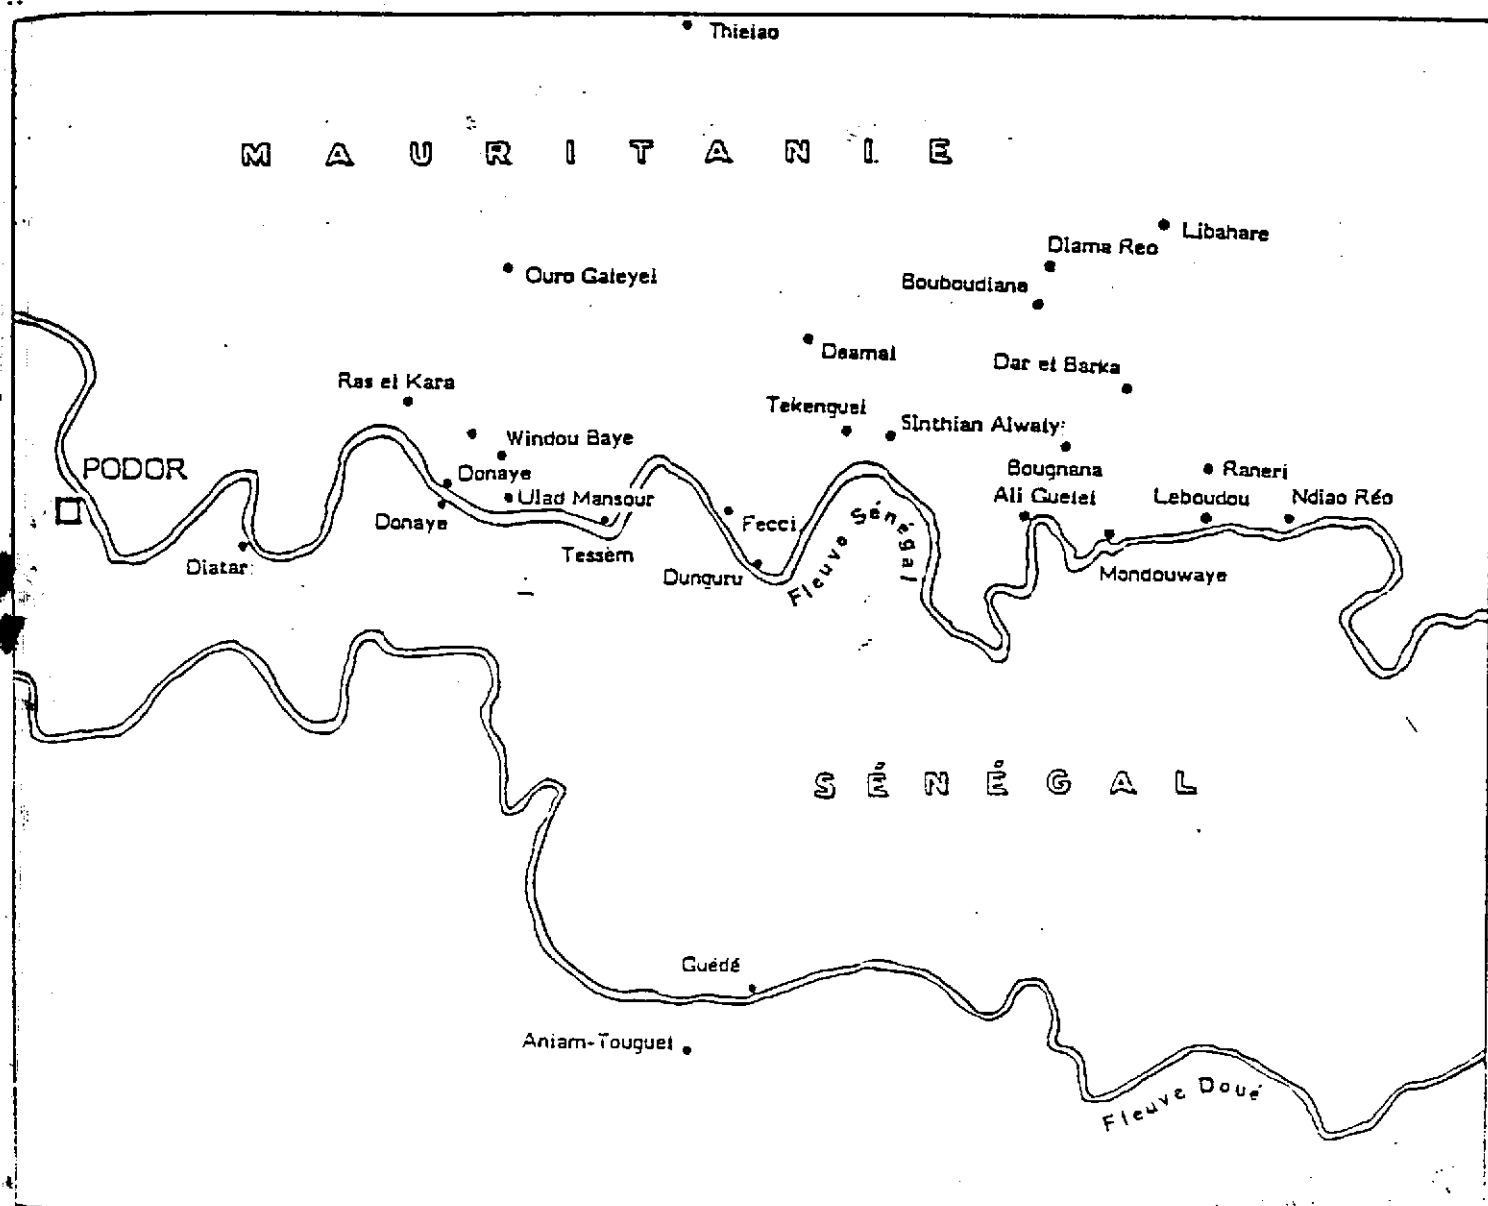 Thielao
MAURITANIE
Libahare
Diama Reo
Ouro Galeyel
Bouboudiane
Daamal
Dar el Barka
Ras el Kara
Tekenguel
Sinthian Alwaly
Windou Baye
PODOR
Donaye
Bougnana
Raneri
Ulad Mansour
Ali Guelel
Leboudou
Ndiao Réo
Donaye
Fecci
Fleuve Sénégal
Tessèm
Diatar
Dunguru
Mondouwaye
SÉNÉGAL
Guédé
Aniam-Touguel
Fleuve Doué